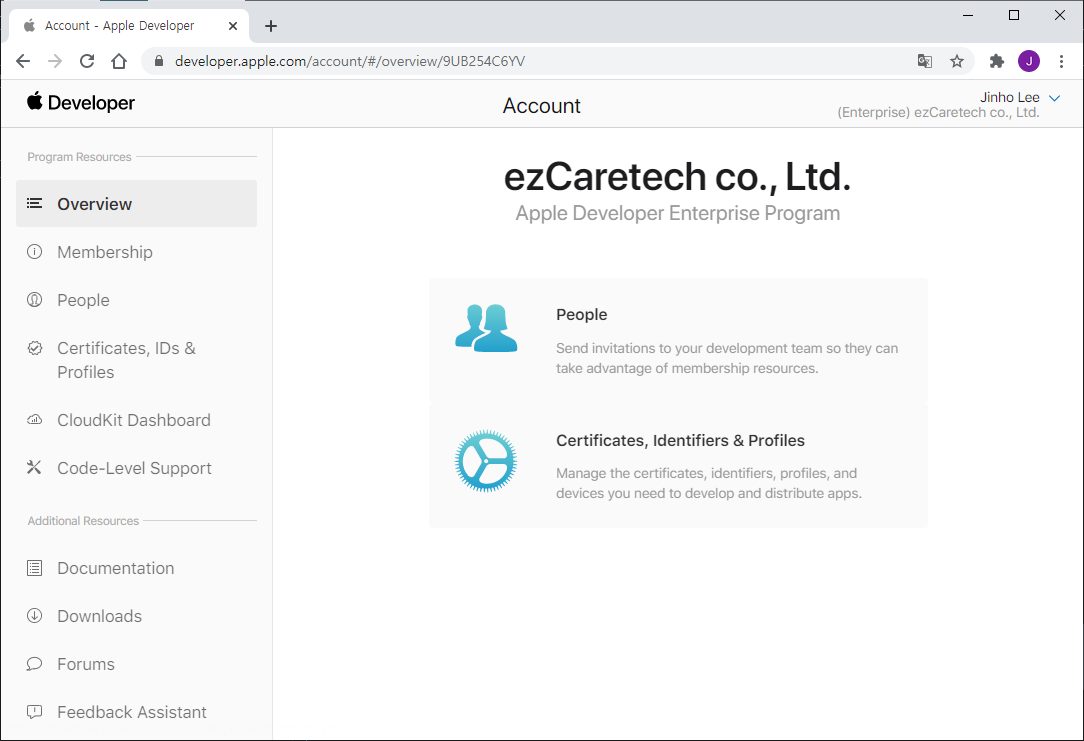 Account - Apple Developer
developer.apple.com/account/#/overview/9UB254C6YV
J
Developer
Account
Jinho Lee
(Enterprise) ezCaretech co., Ltd.
Program Resources
Overview
Membership
People
Certificates, IDs &
Profiles
CloudKit Dashboard
Code-Level Support
Additional Resources
Documentation
Downloads
Forums
Feedback Assistant
ezCaretech co., Ltd.
Apple Developer Enterprise Program
People
Send invitations to your development team so they can
take advantage of membership resources.
Certificates, Identifiers & Profiles
Manage the certificates, identifiers, profiles, and
devices you need to develop and distribute apps.